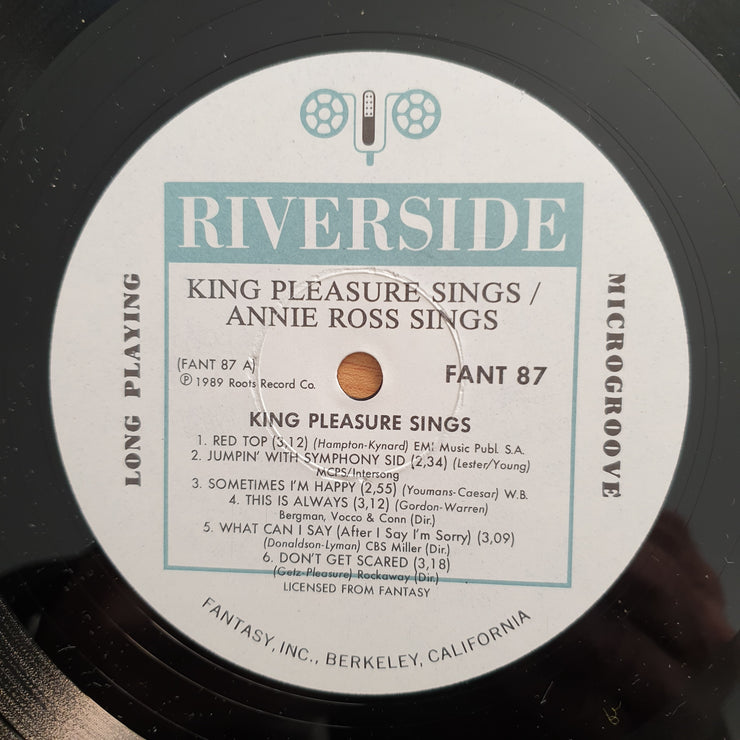 RIVERSIDE
KING PLEASURE SINGS /
ANNIE ROSS SINGS
LONG PLAYING
MICROGROOVE
(FANT 87 A)
℗ 1989 Roots Record Co.
FANT 87
KING PLEASURE SINGS
1. RED TOP (3,12) (Hampton-Kynard) EMI Music Publ. S.A.
2. JUMPIN' WITH SYMPHONY SID (2,34) (Lester/Young)
MCPS/Intersong
3. SOMETIMES I'M HAPPY (2,55) (Youmans-Caesar) W.B.
4. THIS IS ALWAYS (3,12) (Gordon-Warren)
Bergman, Vocco & Conn (Dir.)
5. WHAT CAN I SAY (After I Say I'm Sorry) (3,09)
(Donaldson-Lyman) CBS Miller (Dir.)
6. DON'T GET SCARED (3,18)
(Getz-Pleasure) Rockaway (Dir.)
LICENSED FROM FANTASY
FANTASY, INC., BERKELEY, CALIFORNIA